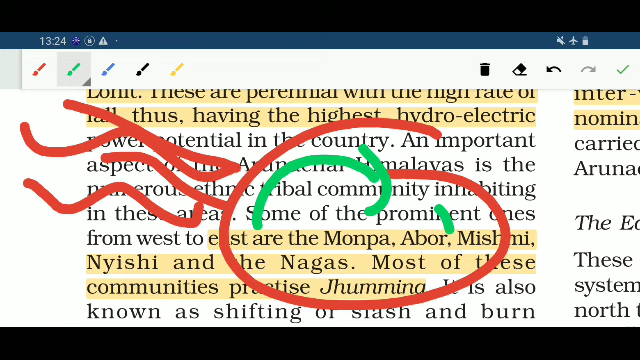 13:24
Lohit. These are perennial with the high rate of
fall, thus, having the highest hydro-electric
power potential in the country. An important
aspect of the Arunachal Himalayas is the
numerous ethnic tribal community inhabiting
in these areas. Some of the prominent ones
from west to east are the Monpa, Abor, Mishmi,
Nyishi and the Nagas. Most of these
communities practise Jhumming. It is also
known as shifting or slash and burn
inter-v
nomin
carried
Aruna
The Ea
These
system
north t